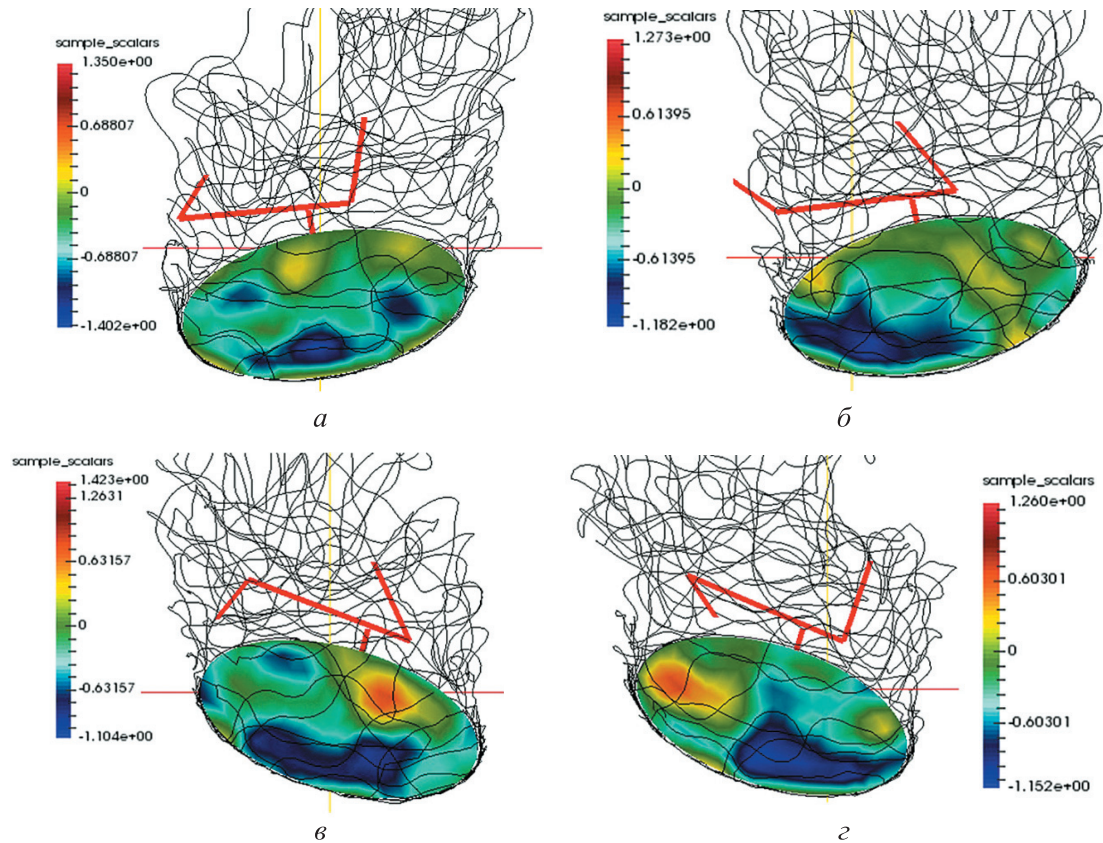 sample_scalars
1.350e+00
0.68807
0
-0.68807
-1.402e+00
sample_scalars
1.273e+00
0.61395
0
-0.61395
-1.182e+00
а
б
sample_scalars
1.423e+00
1.2631
0.63157
0
-0.63157
-1.104e+00
sample_scalars
1.260e+00
0.60301
0
-0.60301
-1.152e+00
в
г